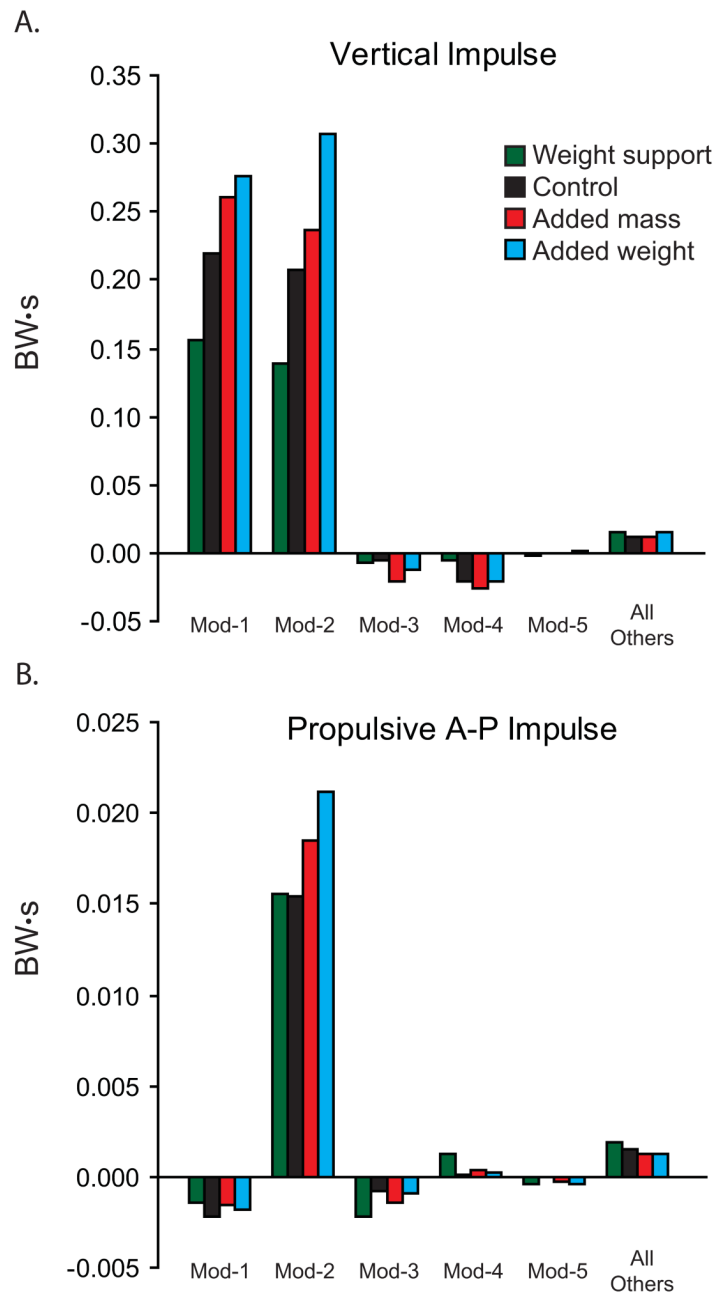 A.
Vertical Impulse
0.35
0.30
0.25
0.20
0.15
0.10
0.05
0.00
-0.05
BW•s
Weight support
Control
Added mass
Added weight
Mod-1 Mod-2 Mod-3 Mod-4 Mod-5 All
Others
B.
Propulsive A-P Impulse
0.025
0.020
0.015
0.010
0.005
0.000
-0.005
BW•s
Mod-1 Mod-2 Mod-3 Mod-4 Mod-5 All
Others